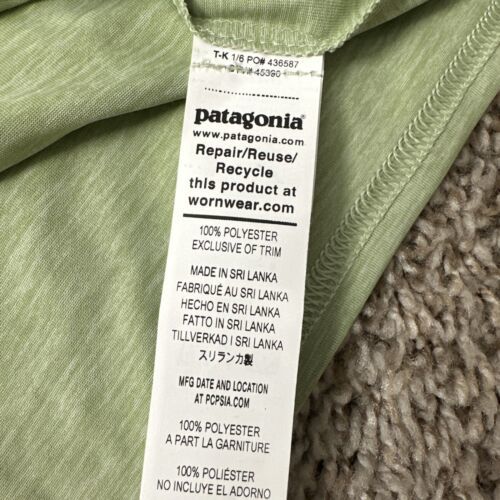 T-K 1/6 PO# 436587
45390
patagonia®
www.patagonia.com
Repair/Reuse/
Recycle
this product at
wornwear.com
100% POLYESTER
EXCLUSIVE OF TRIM
MADE IN SRI LANKA
FABRIQUÉ AU SRI LANKA
HECHO EN SRI LANKA
FATTO IN SRI LANKA
TILLVERKAD I SRI LANKA
スリランカ製
MFG DATE AND LOCATION
AT PCPSIA.COM
100% POLYESTER
A PART LA GARNITURE
100% POLIÉSTER
NO INCLUYE EL ADORNO